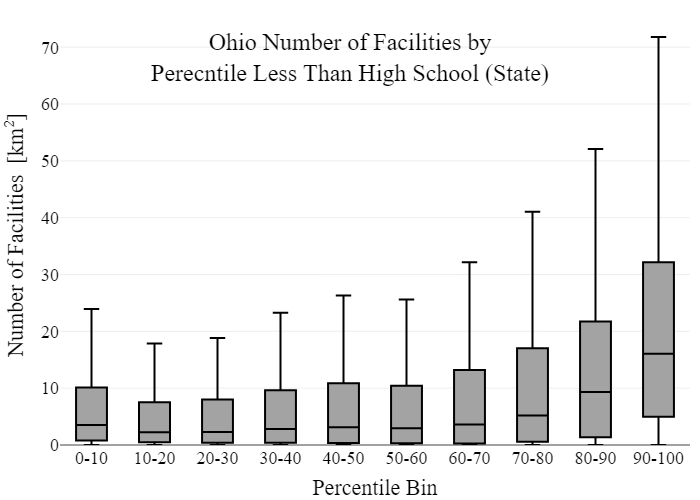 Ohio Number of Facilities by
Perecntile Less Than High School (State)
Number of Facilities [km²]
70
60
50
40
30
20
10
0
0-10 10-20 20-30 30-40 40-50 50-60 60-70 70-80 80-90 90-100
Percentile Bin